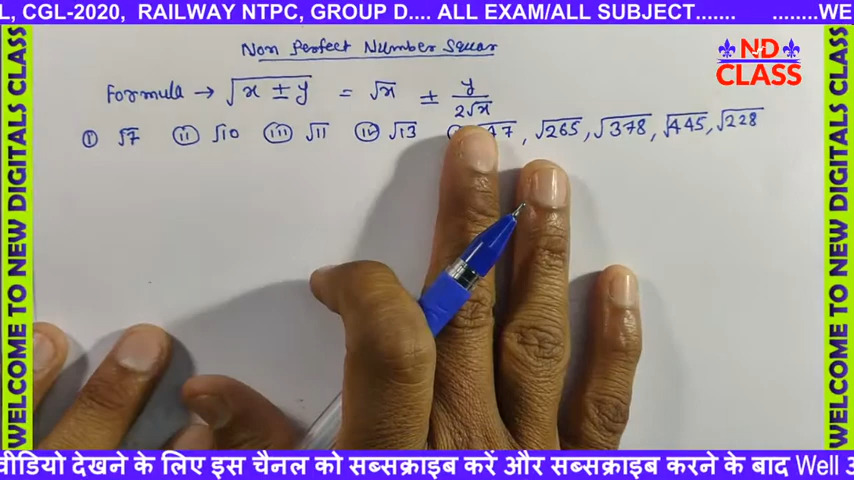 L, CGL-2020, RAILWAY NTPC, GROUP D.... ALL EXAM/ALL SUBJECT....... .........WE
Non Perfect Number Squar
ND
CLASS
Formula → √x ± y = √x ± y/2√x
(i) √7 (ii) √10 (iii) √11 (iv) √13 , √265, √378, √445, √228
WELCOME TO NEW DIGITALS CLASS
WELCOME TO NEW DIGITALS CLASS
वीडियो देखने के लिए इस चैनल को सब्सक्राइब करें और सब्सक्राइब करने के बाद Well